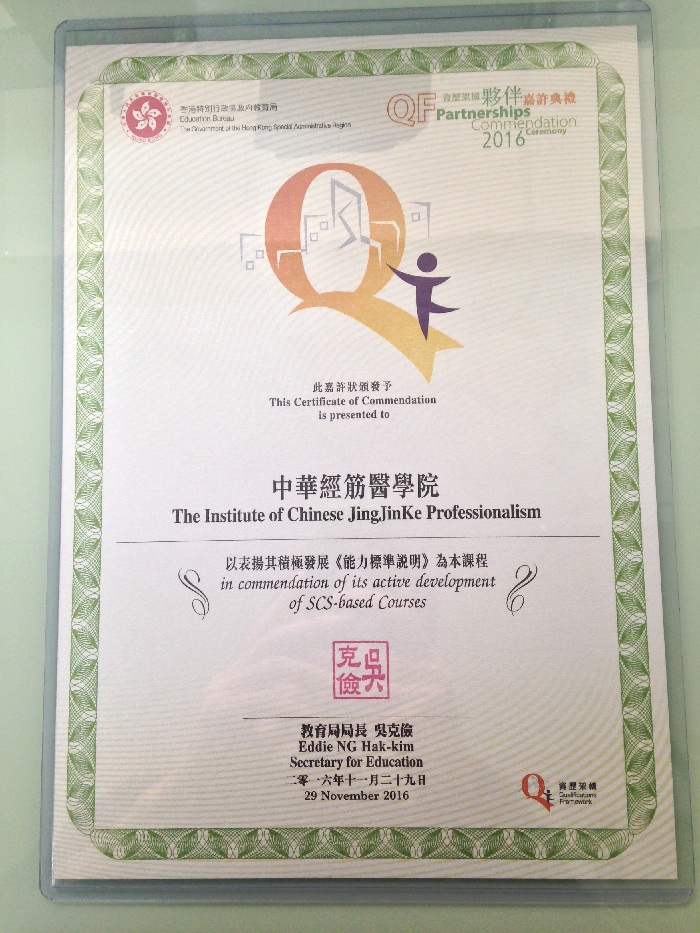 香港特別行政區政府教育局
Education Bureau
The Government of the Hong Kong Special Administrative Region
QF 資歷架構 夥伴嘉許典禮
Partnerships
Commendation
Ceremony
2016
此嘉許狀頒發予
This Certificate of Commendation
is presented to
中華經筋醫學院
The Institute of Chinese JingJinKe Professionalism
以表揚其積極發展《能力標準說明》為本課程
in commendation of its active development
of SCS-based Courses
吳克儉
教育局局長 吳克儉
Eddie NG Hak-kim
Secretary for Education
二零一六年十一月二十九日
29 November 2016
資歷架構
Qualifications
Framework